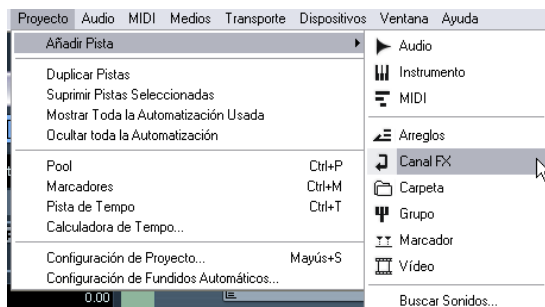 Proyecto Audio MIDI Medios Transporte Dispositivos Ventana Ayuda
Añadir Pista
Duplicar Pistas
Suprimir Pistas Seleccionadas
Mostrar Toda la Automatización Usada
Ocultar toda la Automatización
Pool Ctrl+P
Marcadores Ctrl+M
Pista de Tempo Ctrl+T
Calculadora de Tempo...
Configuración de Proyecto... Mayús+S
Configuración de Fundidos Automáticos...
Audio
Instrumento
MIDI
Arreglos
Canal FX
Carpeta
Grupo
Marcador
Vídeo
Buscar Sonidos...
0.00